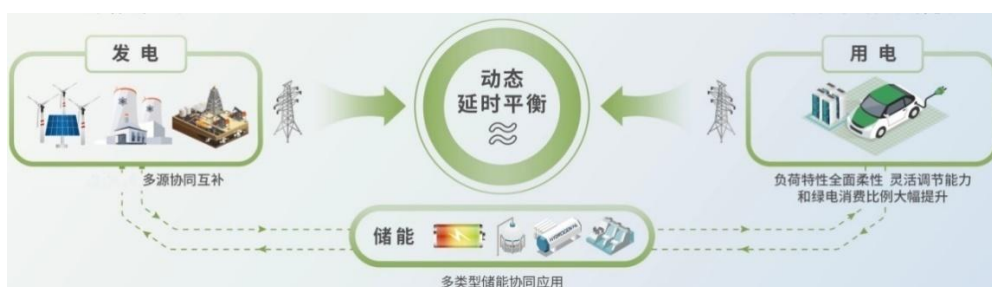 发电
用电
动态
延时平衡
多源协同互补
负荷特性全面柔性 灵活调节能力
和绿电消费比例大幅提升
储能
HYDROGEN
多类型储能协同应用